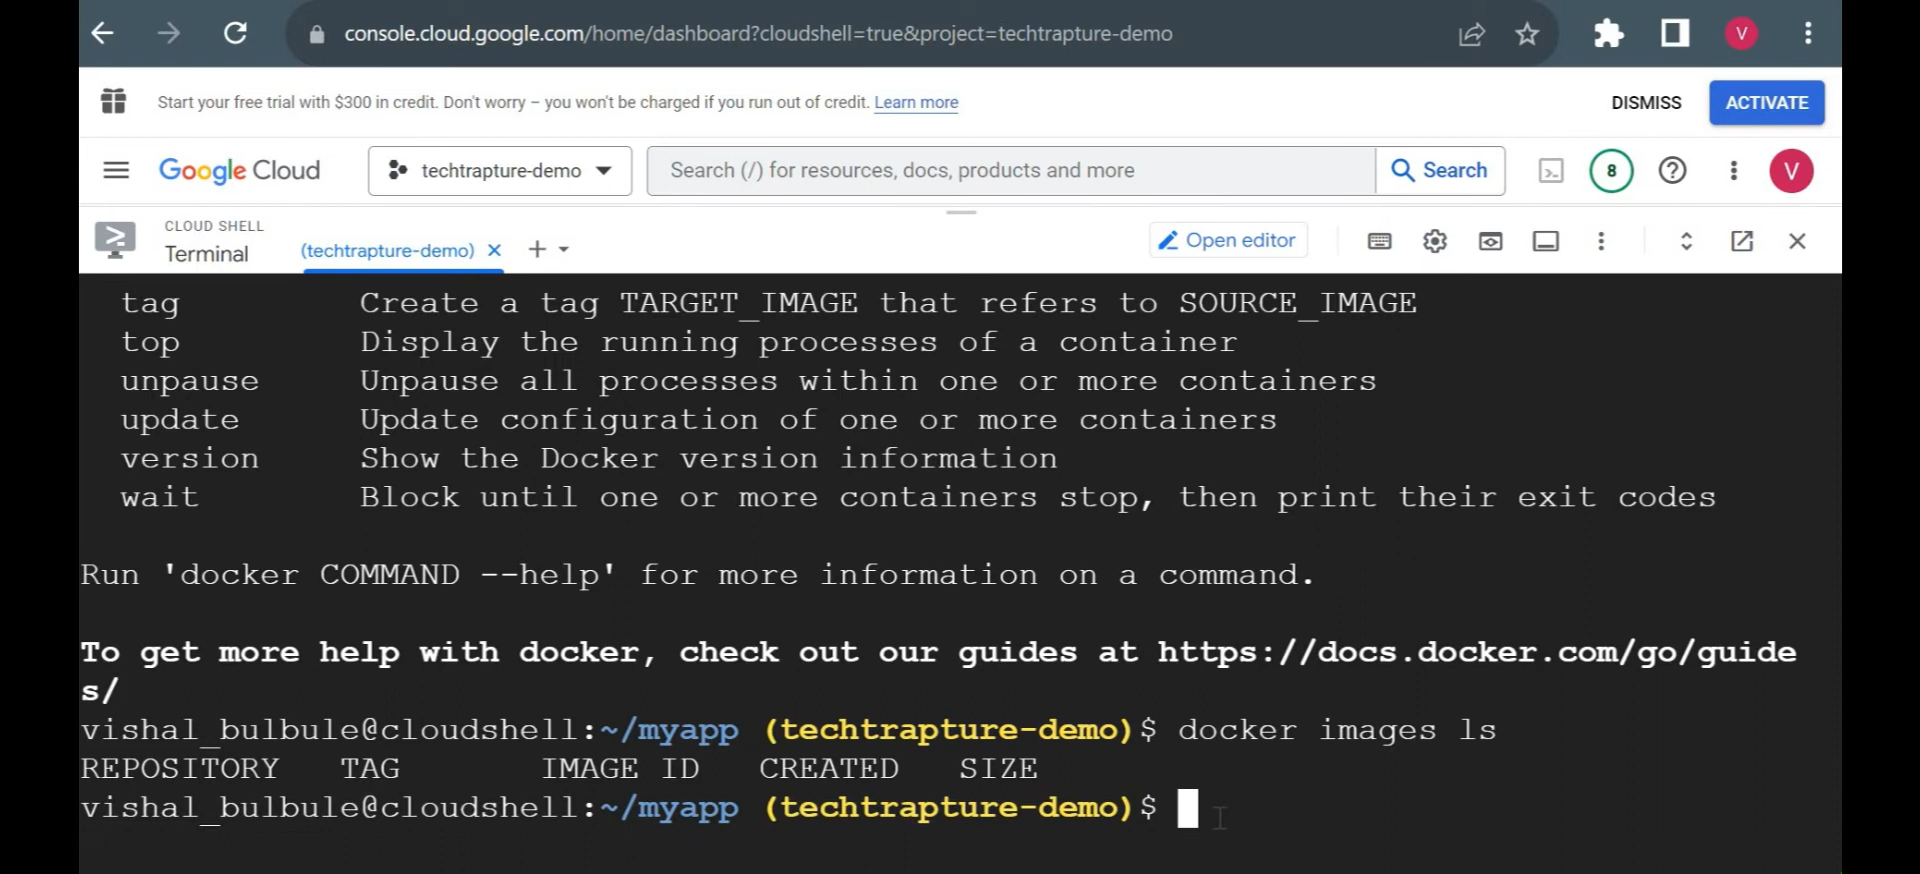 console.cloud.google.com/home/dashboard?cloudshell=true&project=techtrapture-demo
V
Start your free trial with $300 in credit. Don't worry – you won't be charged if you run out of credit. Learn more
DISMISS
ACTIVATE
Google Cloud
techtrapture-demo
Search (/) for resources, docs, products and more
Search
8
V
CLOUD SHELL
Terminal
(techtrapture-demo)
Open editor
tag Create a tag TARGET_IMAGE that refers to SOURCE_IMAGE
top Display the running processes of a container
unpause Unpause all processes within one or more containers
update Update configuration of one or more containers
version Show the Docker version information
wait Block until one or more containers stop, then print their exit codes
Run 'docker COMMAND --help' for more information on a command.
To get more help with docker, check out our guides at https://docs.docker.com/go/guide
s/
vishal_bulbule@cloudshell:~/myapp (techtrapture-demo)$ docker images ls
REPOSITORY TAG IMAGE ID CREATED SIZE
vishal_bulbule@cloudshell:~/myapp (techtrapture-demo)$